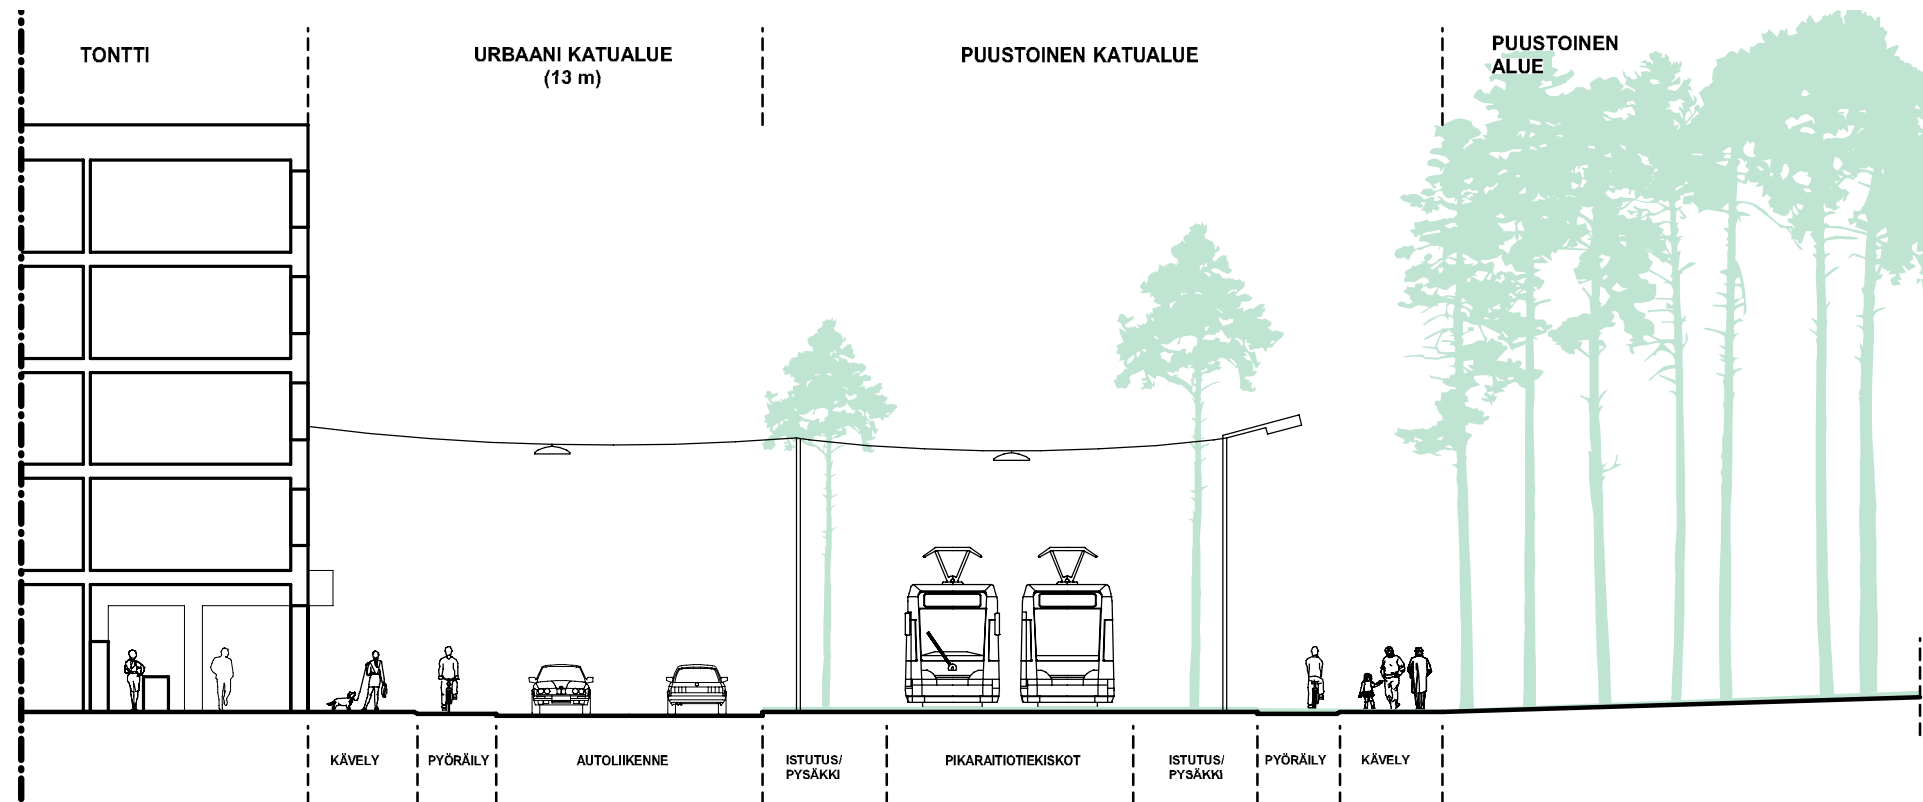 TONTTI
URBAANI KATUALUE
(13 m)
PUUSTOINEN KATUALUE
PUUSTOINEN
ALUE
KÄVELY
PYÖRÄILY
AUTOLIIKENNE
ISTUTUS/
PYSÄKKI
PIKARAITIOTIEKISKOT
ISTUTUS/
PYSÄKKI
PYÖRÄILY
KÄVELY